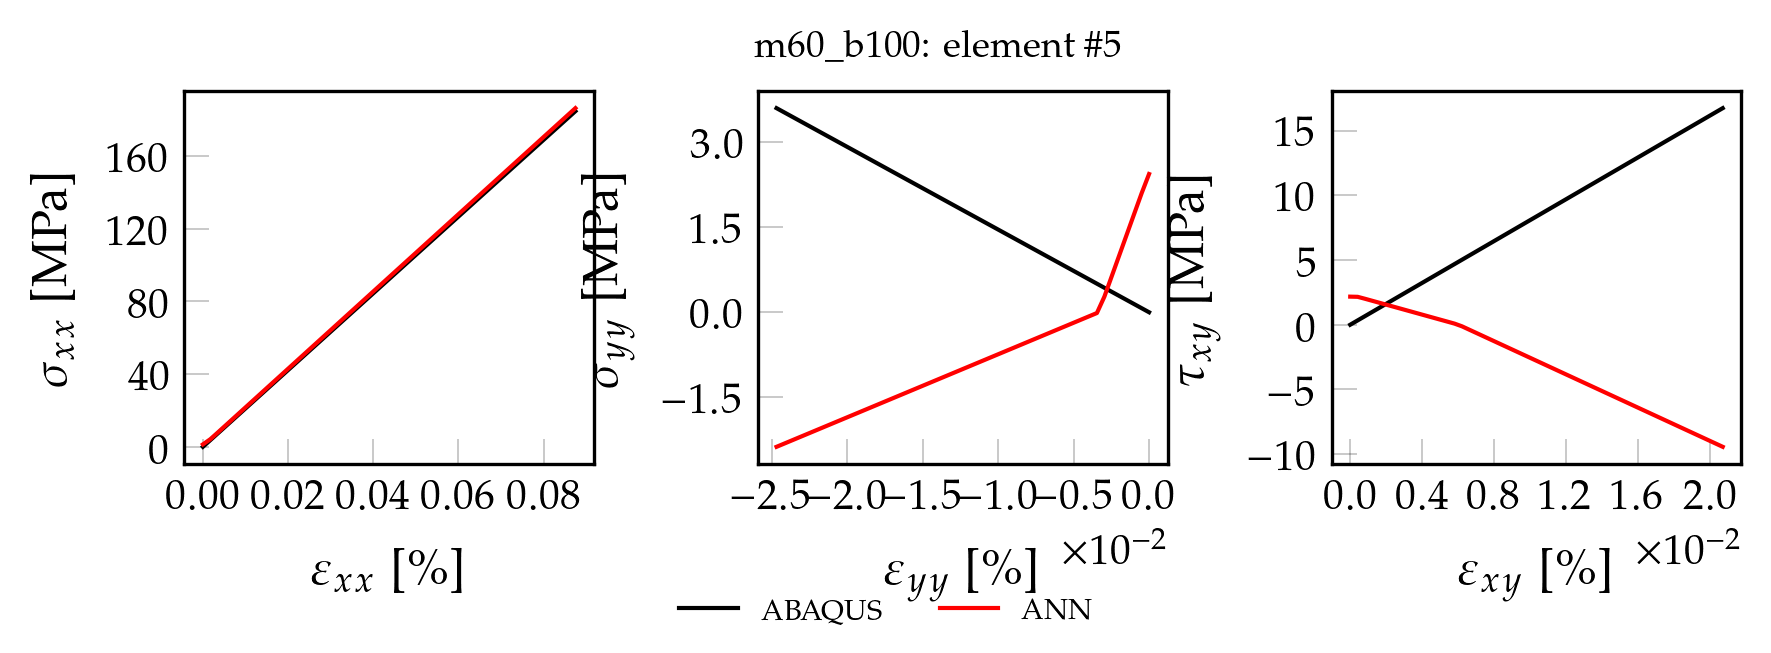 m60_b100: element #5
σxx [MPa]
160
120
80
40
0
0.00 0.02 0.04 0.06 0.08
εxx [%]
σyy [MPa]
3.0
1.5
0.0
−1.5
−2.5 −2.0 −1.5 −1.0 −0.5 0.0
×10−2
εyy [%]
τxy [MPa]
15
10
5
0
−5
−10
0.0 0.4 0.8 1.2 1.6 2.0
×10−2
εxy [%]
ABAQUS ANN